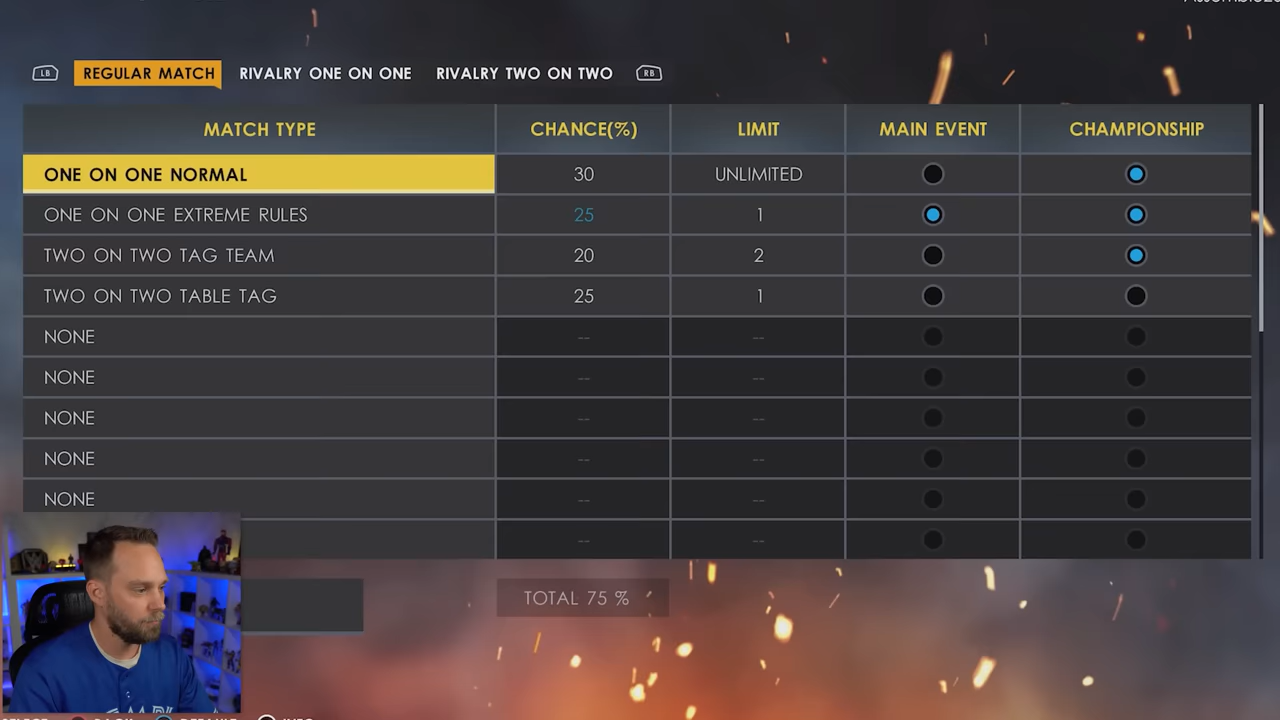 LB REGULAR MATCH RIVALRY ONE ON ONE RIVALRY TWO ON TWO RB
MATCH TYPE CHANCE(%) LIMIT MAIN EVENT CHAMPIONSHIP
ONE ON ONE NORMAL 30 UNLIMITED
ONE ON ONE EXTREME RULES 25 1
TWO ON TWO TAG TEAM 20 2
TWO ON TWO TABLE TAG 25 1
NONE -- --
NONE -- --
NONE -- --
NONE -- --
NONE -- --
-- --
TOTAL 75 %